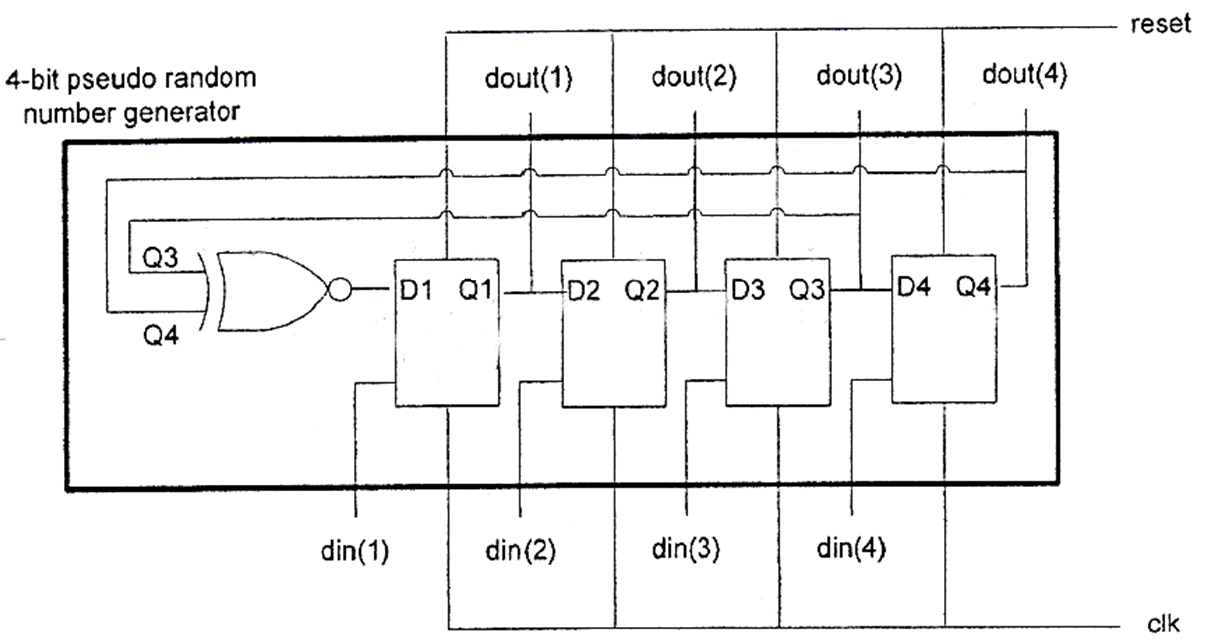 reset
4-bit pseudo random
number generator
dout(1)
dout(2)
dout(3)
dout(4)
Q3
Q4
D1
Q1
D2
Q2
D3
Q3
D4
Q4
din(1)
din(2)
din(3)
din(4)
clk